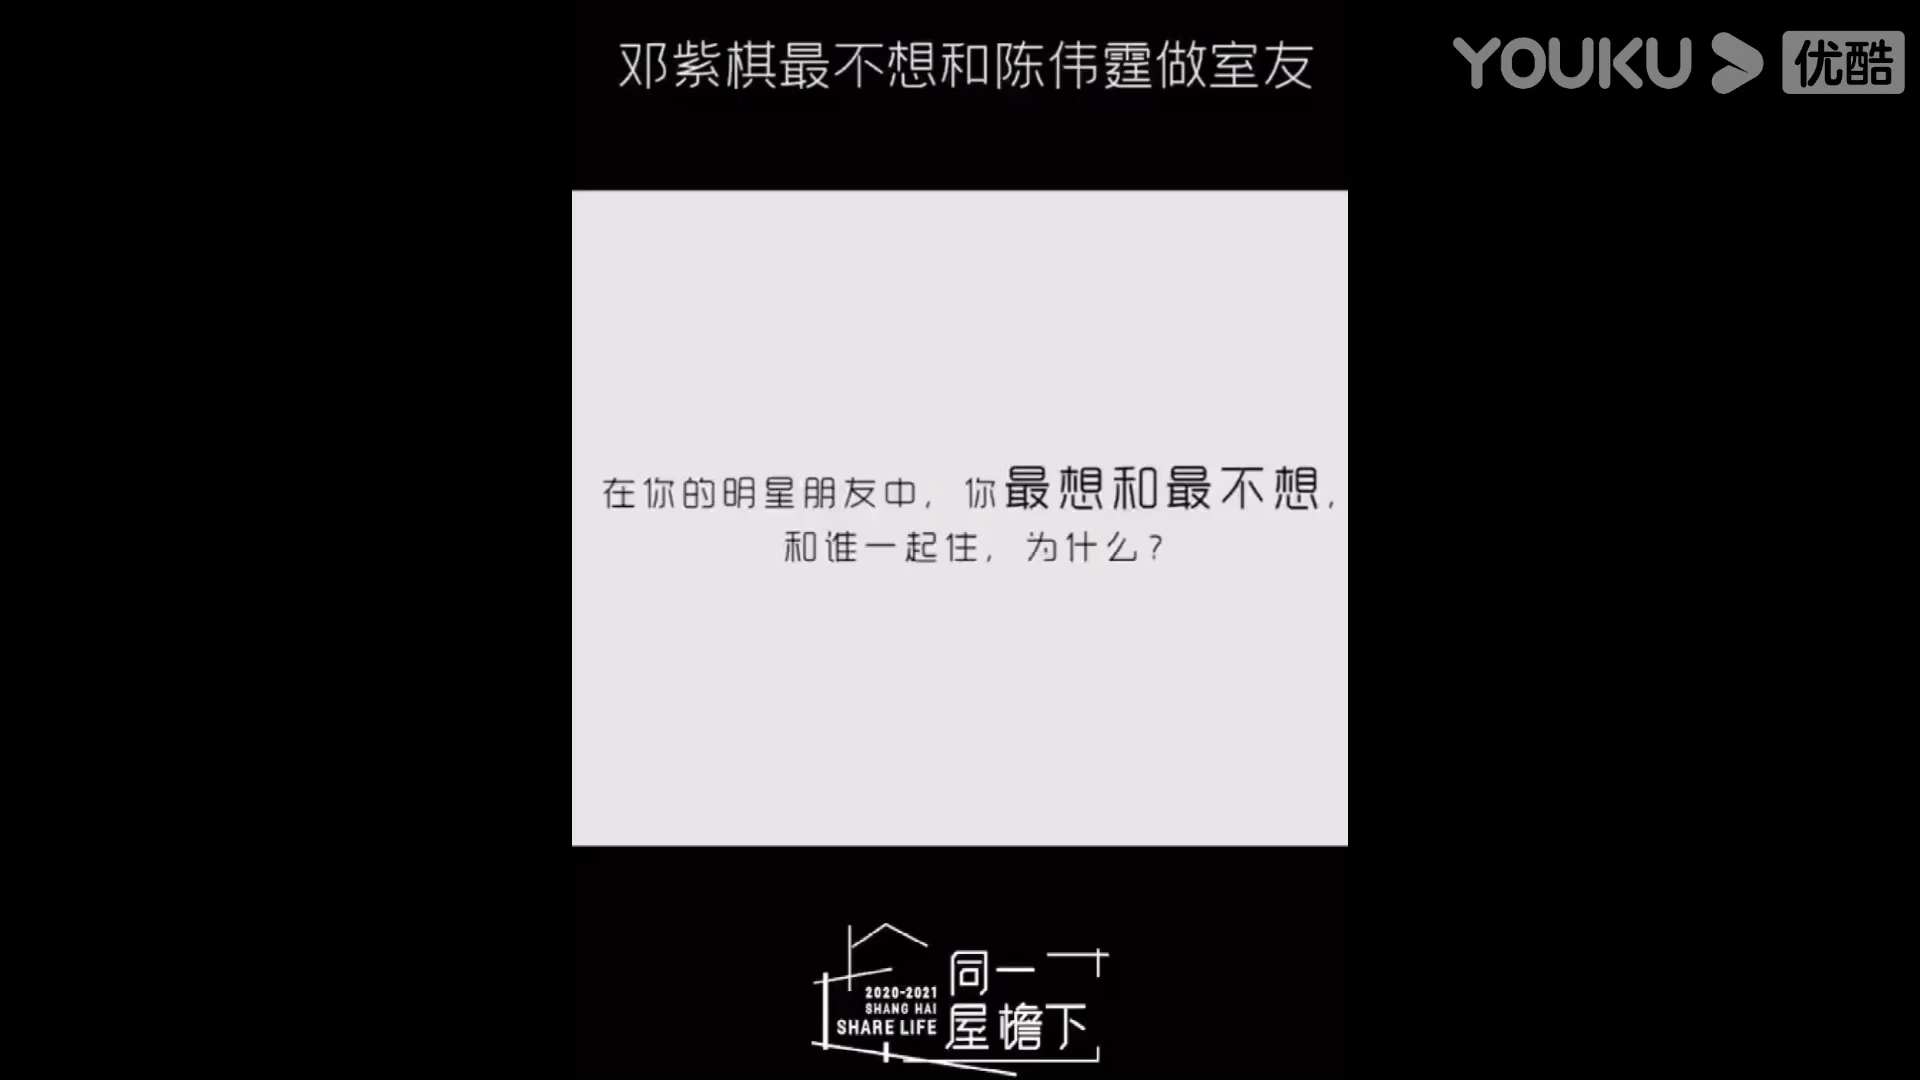 邓紫棋最不想和陈伟霆做室友
YOUKU 优酷
在你的明星朋友中，你最想和最不想，
和谁一起住，为什么？
2020-2021
SHANG HAI
SHARE LIFE
同一
屋檐下